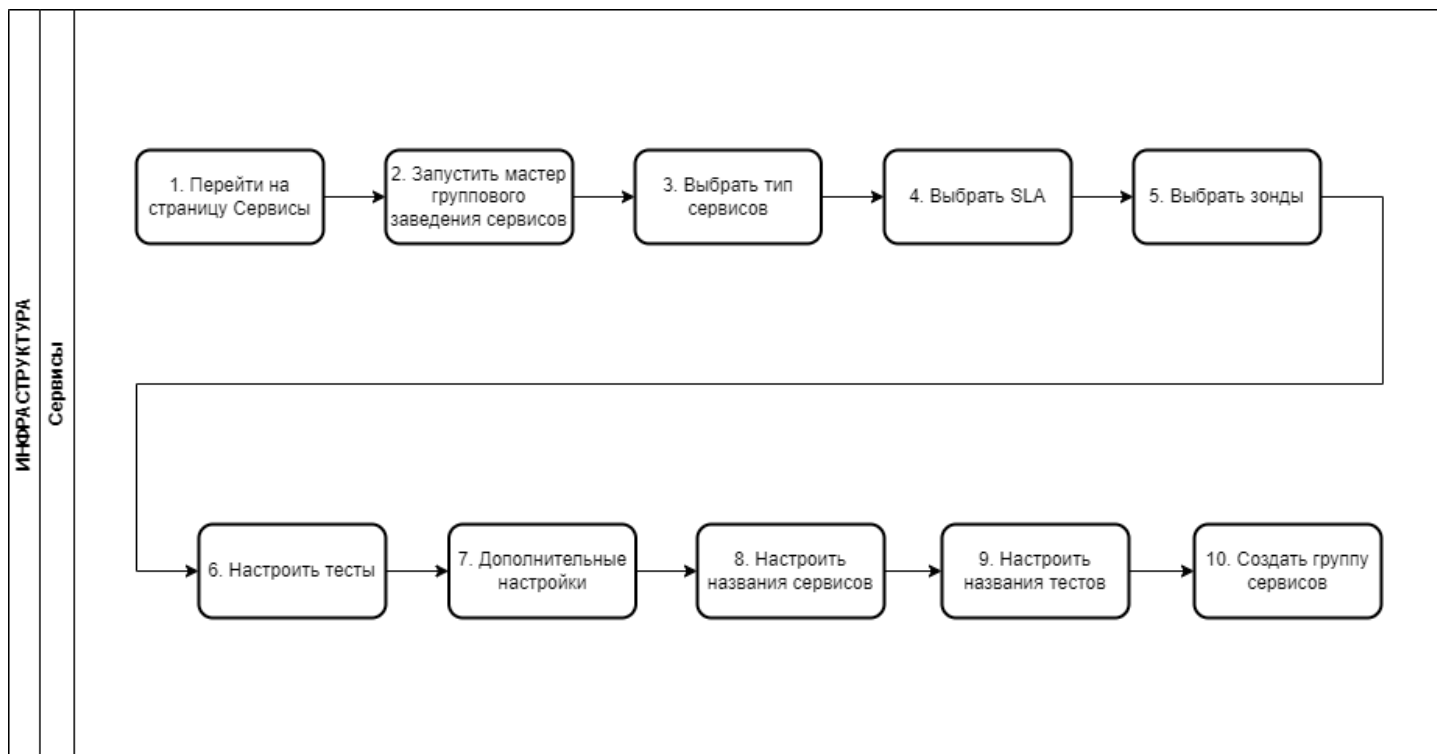 ИНФРАСТРУКТУРА
Сервисы
1. Перейти на
страницу Сервисы
2. Запустить мастер
группового
заведения сервисов
3. Выбрать тип
сервисов
4. Выбрать SLA
5. Выбрать зонды
6. Настроить тесты
7. Дополнительные
настройки
8. Настроить
названия сервисов
9. Настроить
названия тестов
10. Создать группу
сервисов